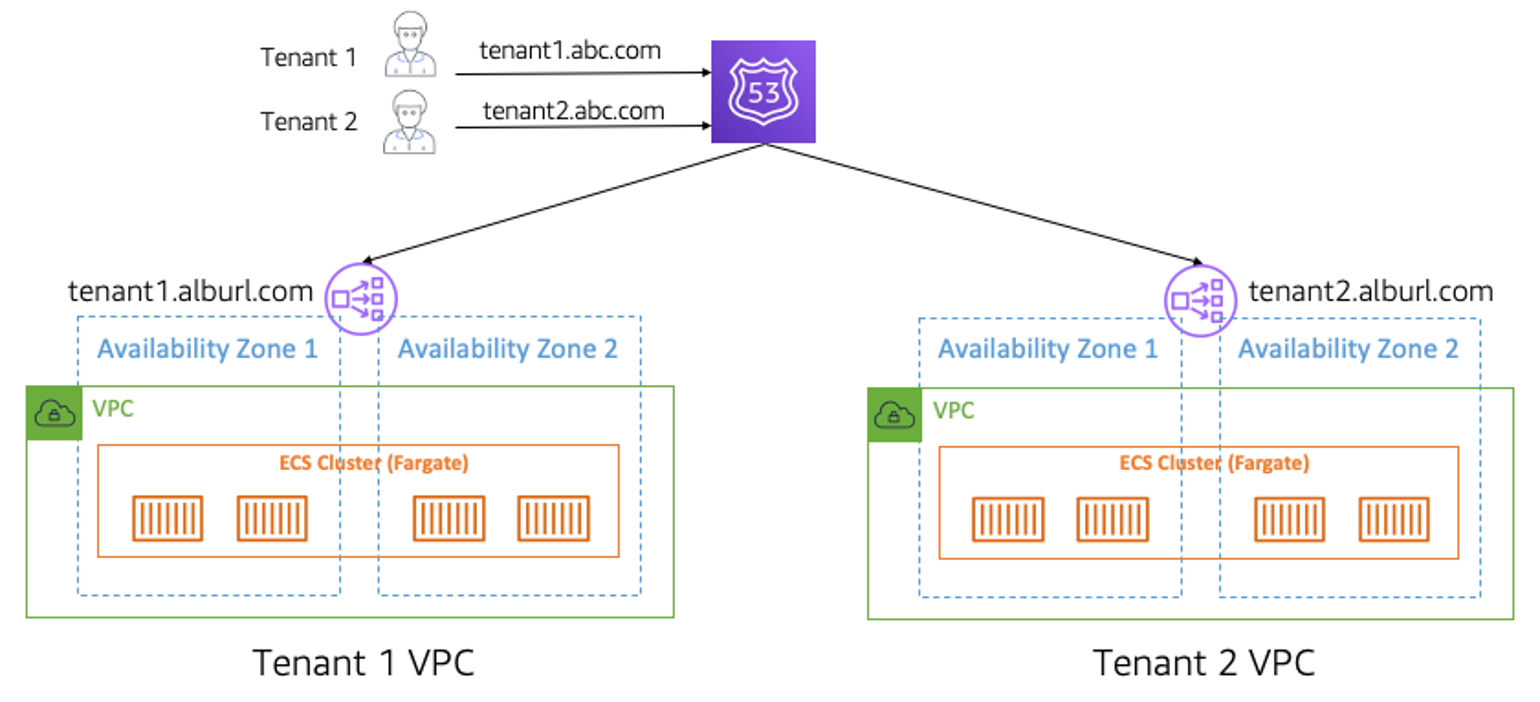 Tenant 1
tenant1.abc.com
Tenant 2
tenant2.abc.com
53
tenant1.alburl.com
tenant2.alburl.com
Availability Zone 1
Availability Zone 2
Availability Zone 1
Availability Zone 2
VPC
VPC
ECS Cluster (Fargate)
ECS Cluster (Fargate)
Tenant 1 VPC
Tenant 2 VPC